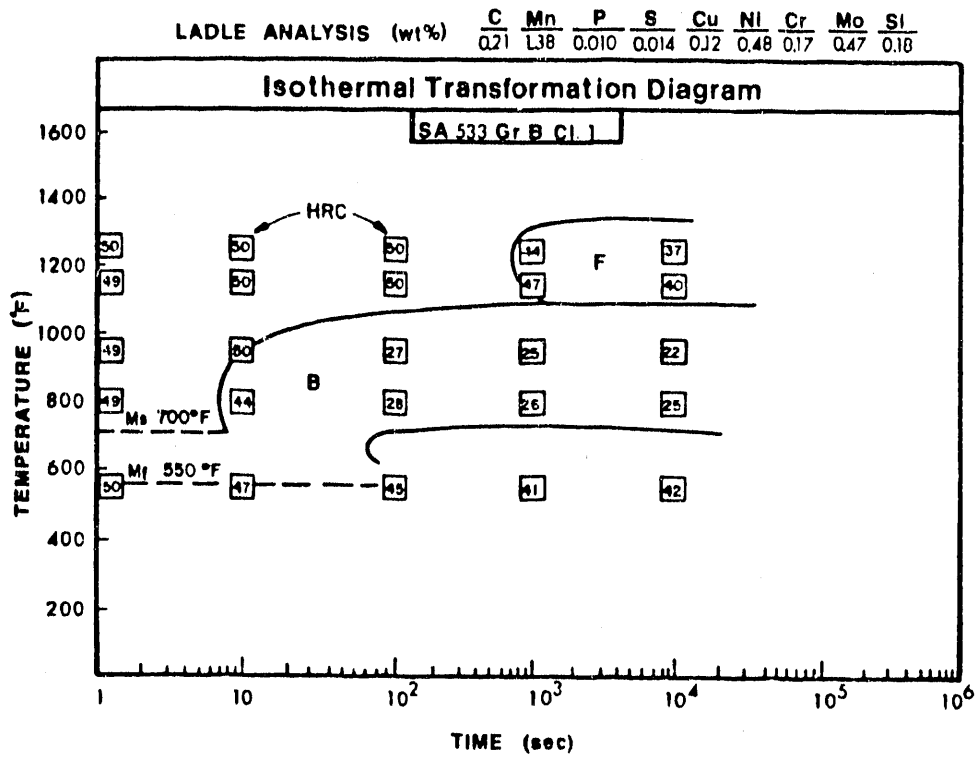 LADLE ANALYSIS (wt%) C Mn P S Cu Ni Cr Mo Si
0.21 1.38 0.010 0.014 0.12 0.48 0.17 0.47 0.18
Isothermal Transformation Diagram
SA 533 Gr B Cl. 1
1600
1400
HRC
50 50 50 44 37
F
1200
49 50 50 47 40
1000
49 50 27 25 22
B
800
49 44 28 26 25
Ms 700°F
600
Mf 550 °F
50 47 45 41 42
400
200
TEMPERATURE (°F)
1 10 10² 10³ 10⁴ 10⁵ 10⁶
TIME (sec)